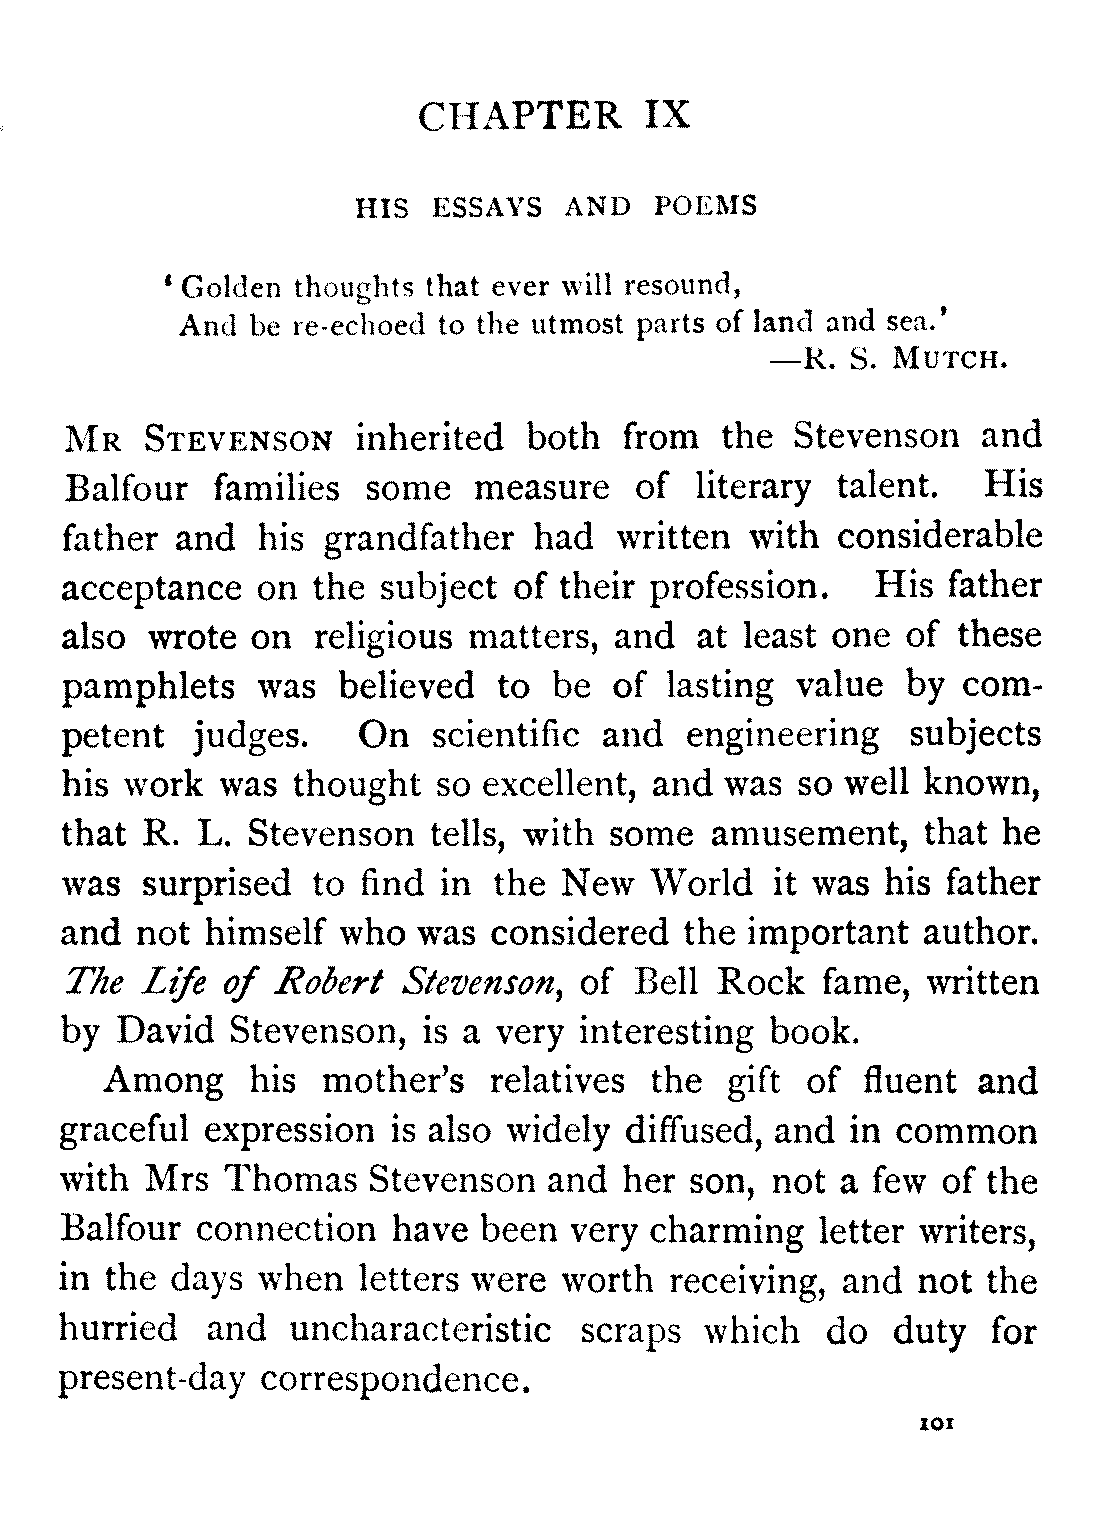 CHAPTER IX
HIS ESSAYS AND POEMS
‘Golden thoughts that ever will resound,
And be re-echoed to the utmost parts of land and sea.’
—R. S. MUTCH.
MR STEVENSON inherited both from the Stevenson and
Balfour families some measure of literary talent. His
father and his grandfather had written with considerable
acceptance on the subject of their profession. His father
also wrote on religious matters, and at least one of these
pamphlets was believed to be of lasting value by com-
petent judges. On scientific and engineering subjects
his work was thought so excellent, and was so well known,
that R. L. Stevenson tells, with some amusement, that he
was surprised to find in the New World it was his father
and not himself who was considered the important author.
The Life of Robert Stevenson, of Bell Rock fame, written
by David Stevenson, is a very interesting book.
Among his mother's relatives the gift of fluent and
graceful expression is also widely diffused, and in common
with Mrs Thomas Stevenson and her son, not a few of the
Balfour connection have been very charming letter writers,
in the days when letters were worth receiving, and not the
hurried and uncharacteristic scraps which do duty for
present-day correspondence.
101